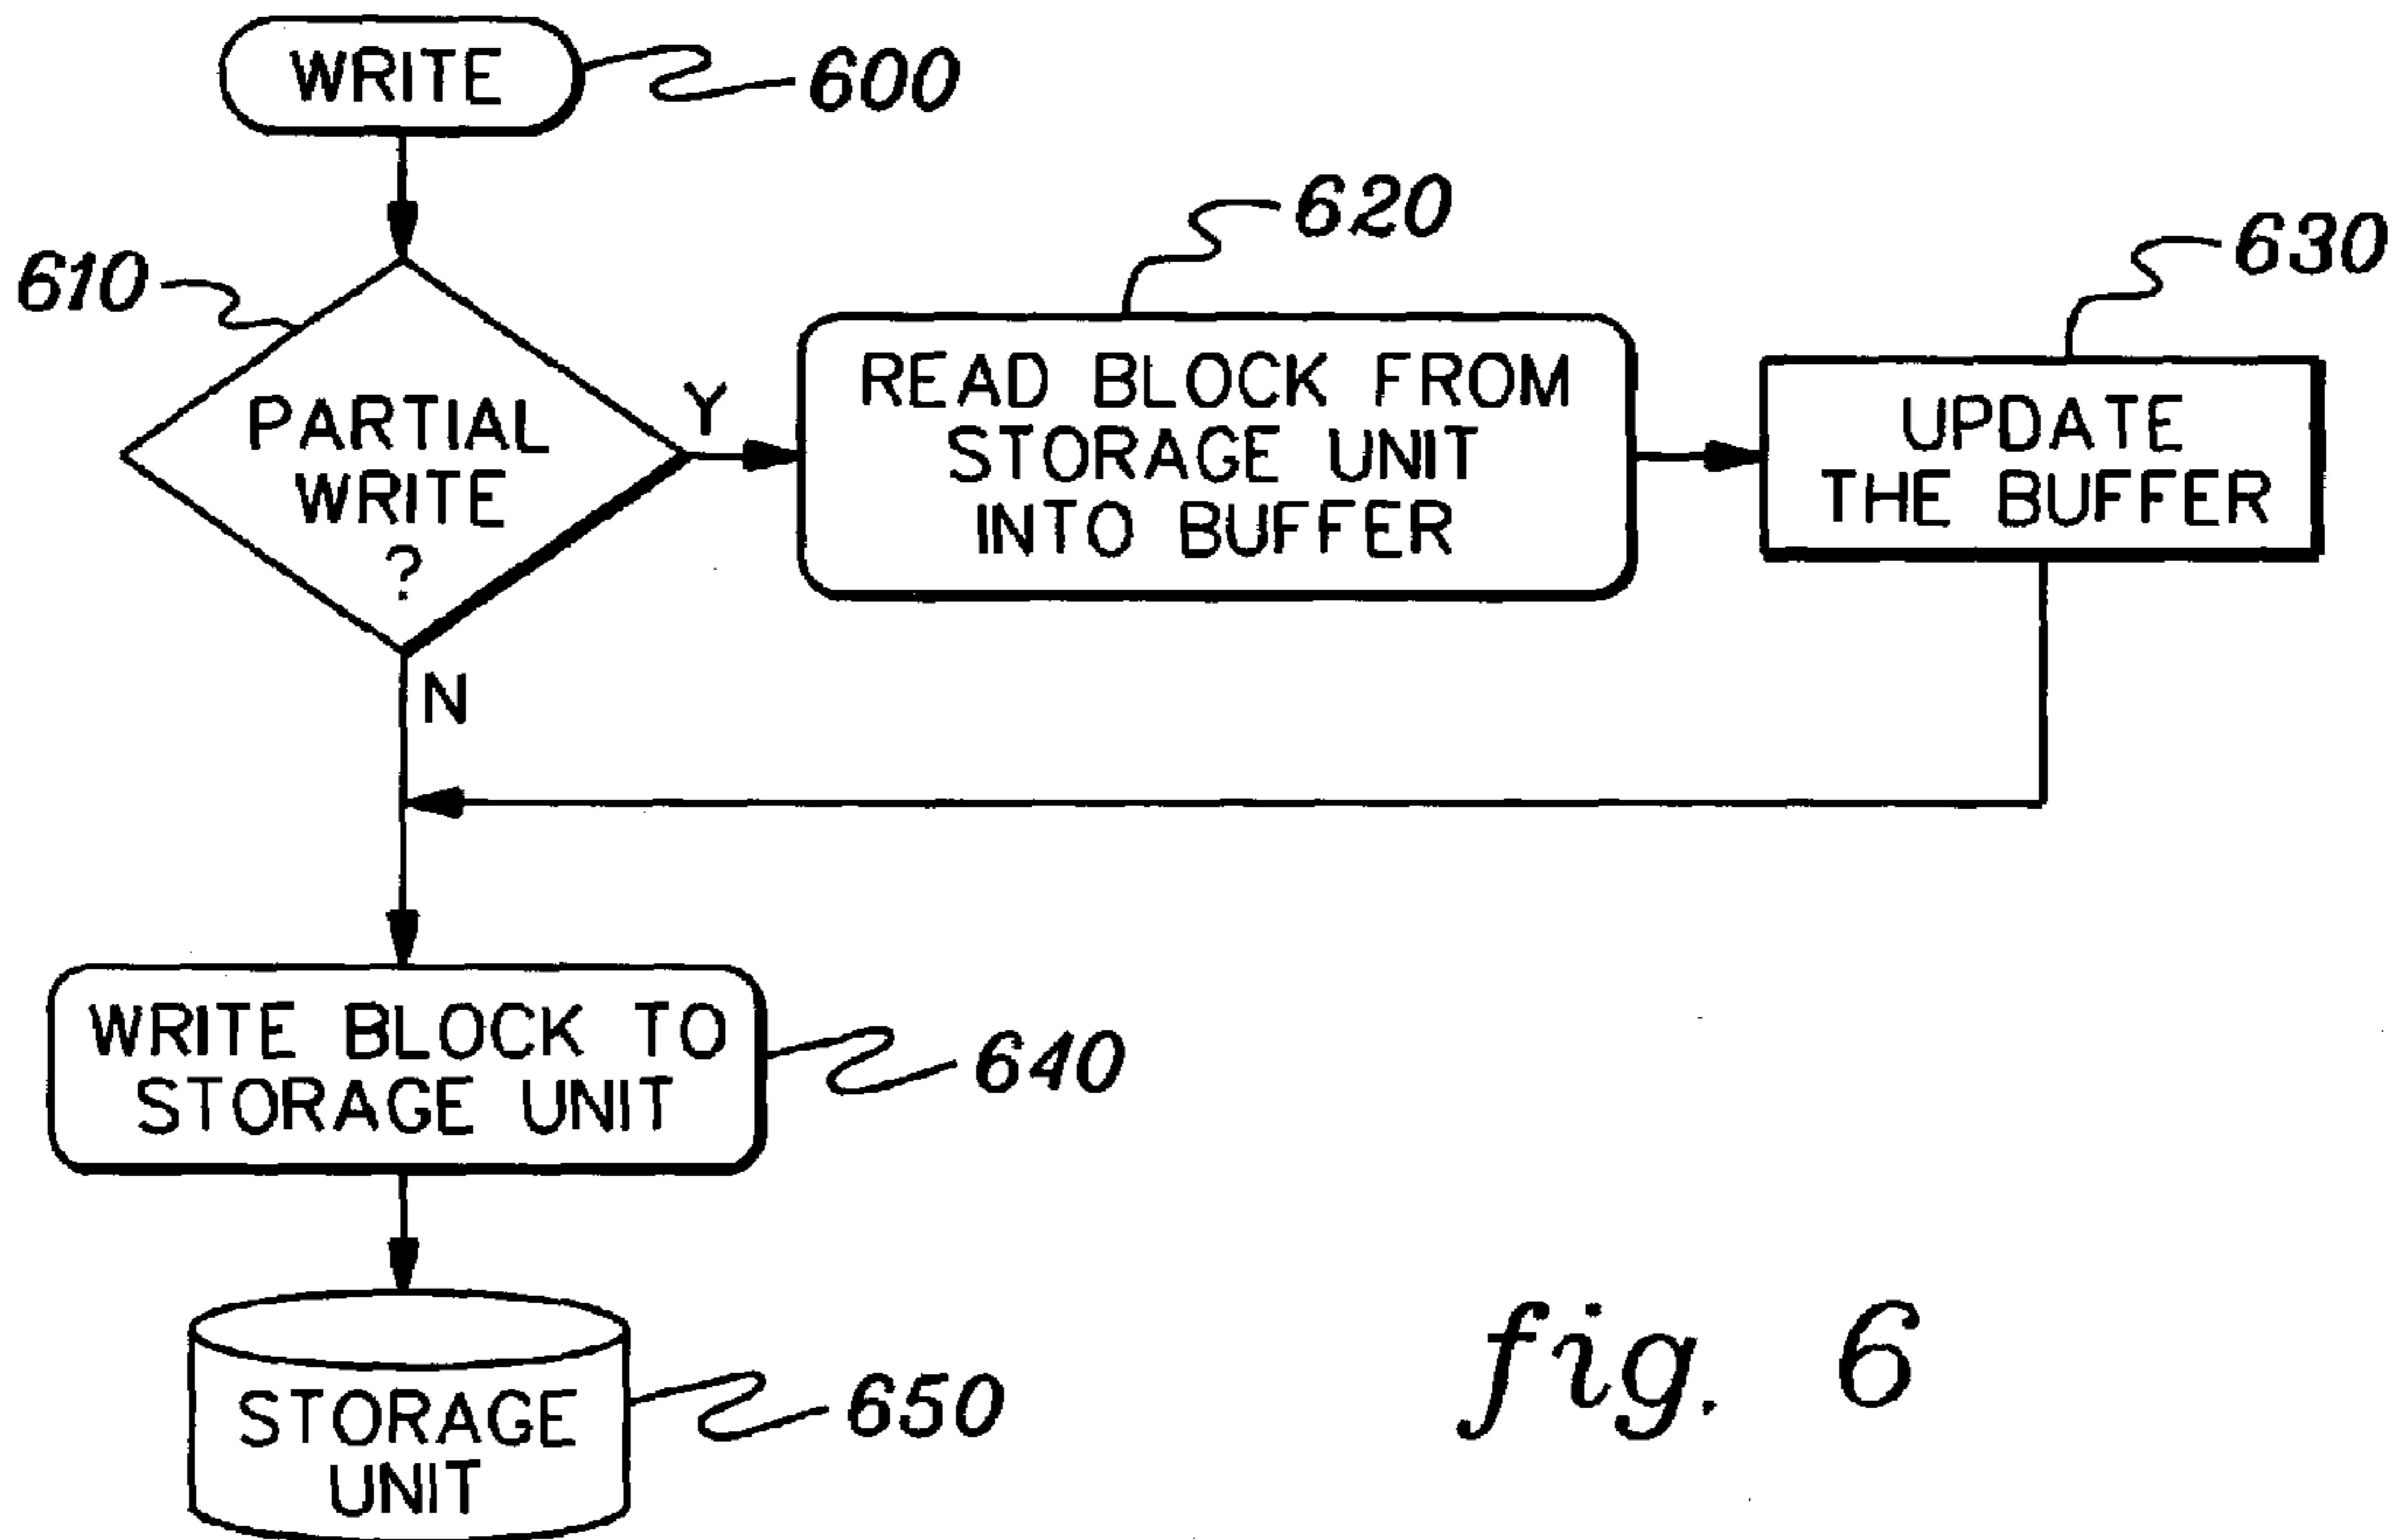 WRITE
600
610
PARTIAL
WRITE
?
Y
N
620
READ BLOCK FROM
STORAGE UNIT
INTO BUFFER
630
UPDATE
THE BUFFER
WRITE BLOCK TO
STORAGE UNIT
640
STORAGE
UNIT
650
fig. 6